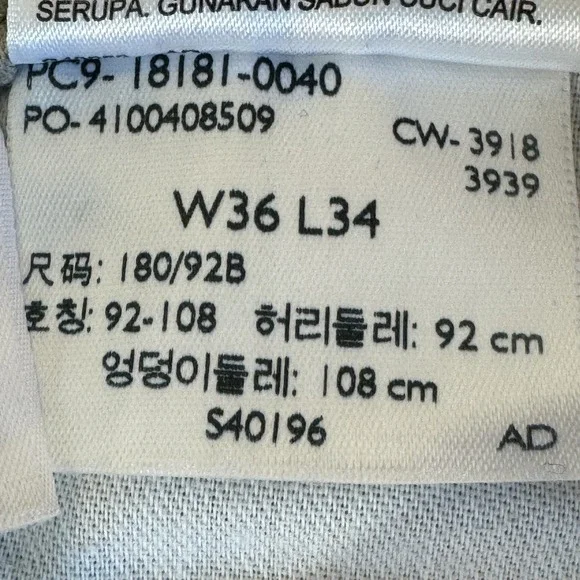 SERUPA. GUNAKAN SABUN CUCI CAIR.
PC9-18181-0040
PO-4100408509
CW-3918
3939
W36 L34
尺码: 180/92B
호칭: 92-108 허리둘레: 92 cm
엉덩이둘레: 108 cm
S40196
AD